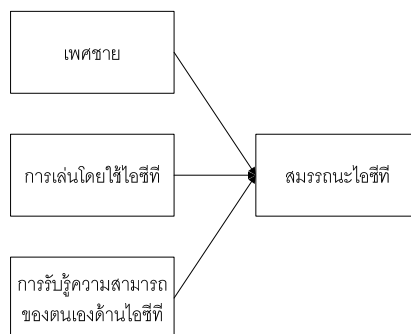 เพศชาย
การเล่นโดยใช้ไอซีที
สมรรถนะไอซีที
การรับรู้ความสามารถ
ของตนเองด้านไอซีที